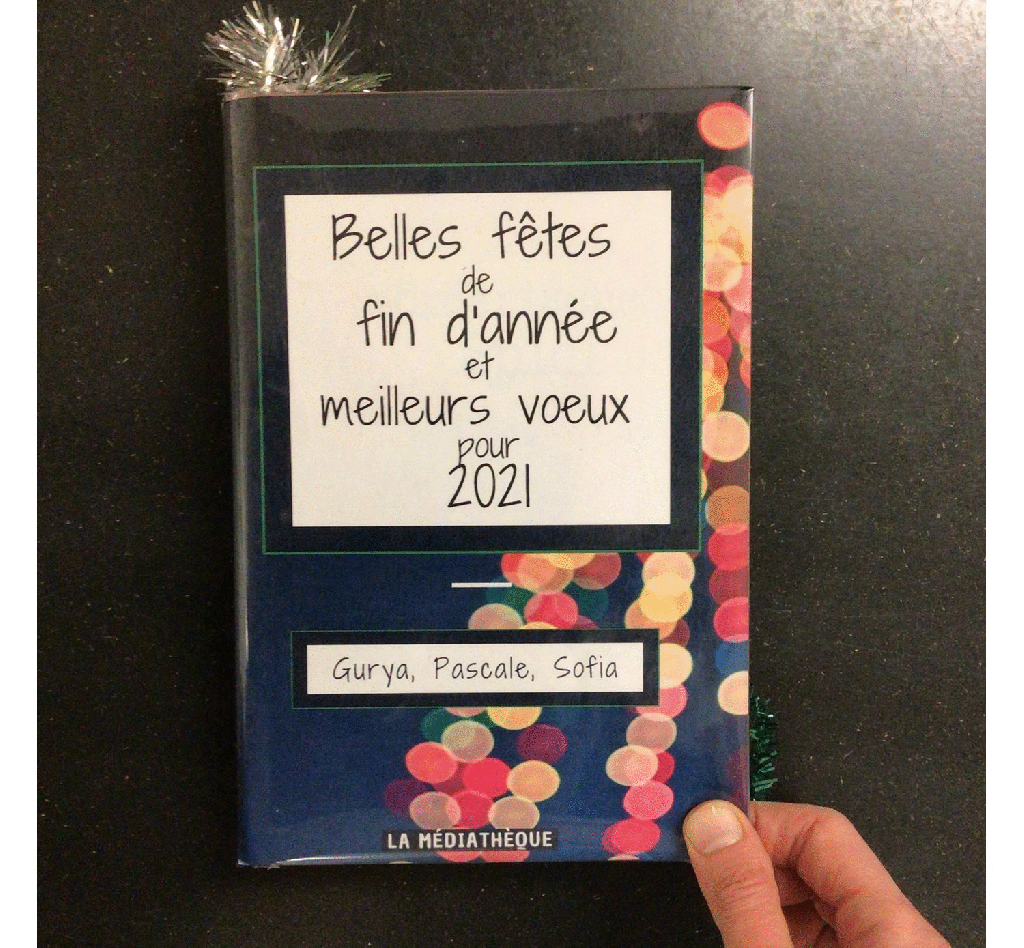 Belles fêtes
de
fin d'année
et
meilleurs voeux
pour
2021
Gurya, Pascale, Sofia
LA MÉDIATHÈQUE